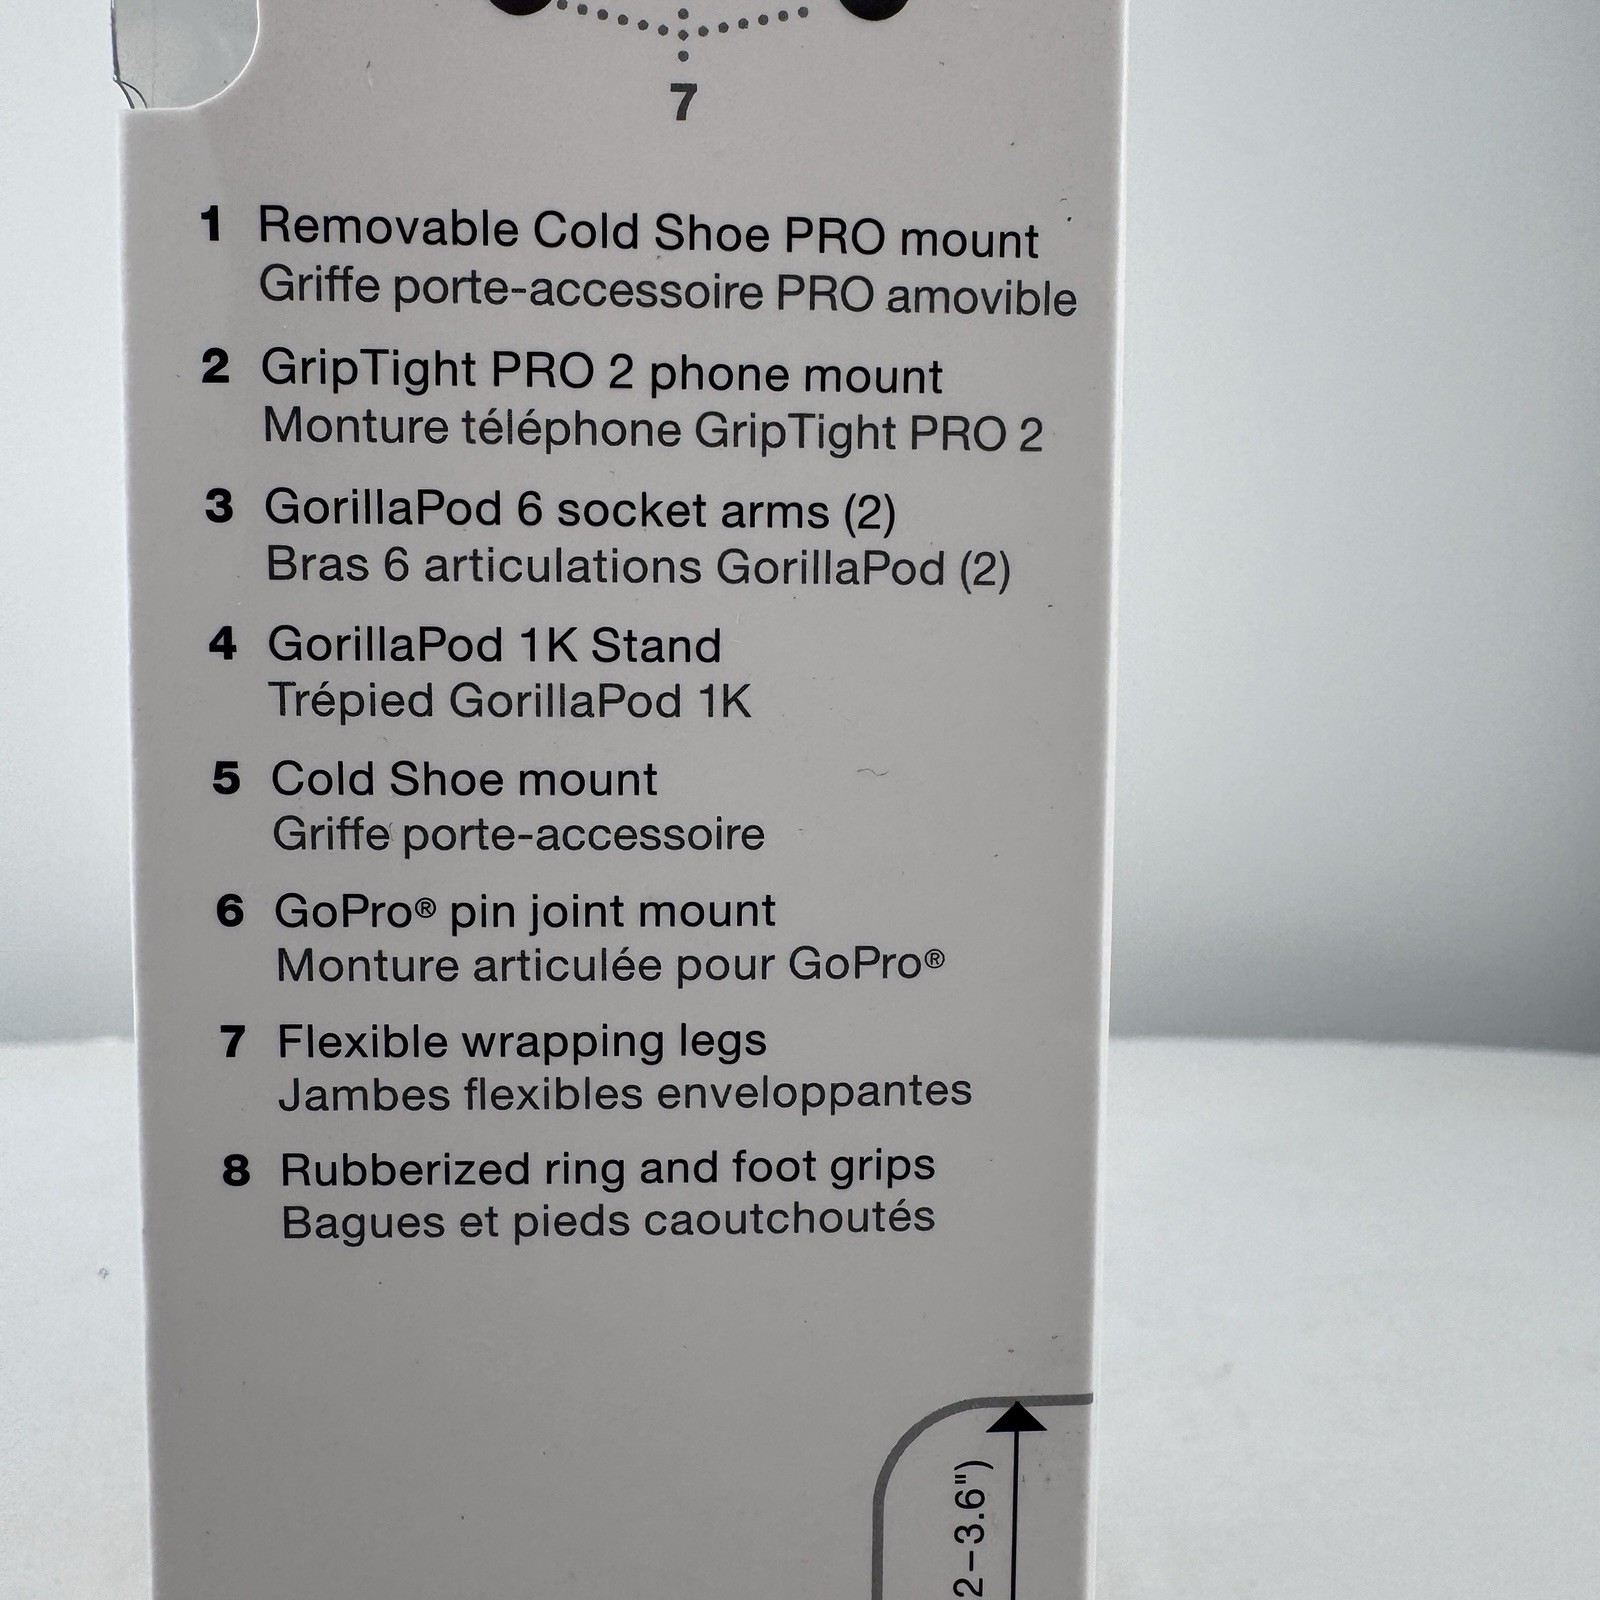 7
1 Removable Cold Shoe PRO mount
Griffe porte-accessoire PRO amovible
2 GripTight PRO 2 phone mount
Monture téléphone GripTight PRO 2
3 GorillaPod 6 socket arms (2)
Bras 6 articulations GorillaPod (2)
4 GorillaPod 1K Stand
Trépied GorillaPod 1K
5 Cold Shoe mount
Griffe porte-accessoire
6 GoPro® pin joint mount
Monture articulée pour GoPro®
7 Flexible wrapping legs
Jambes flexibles enveloppantes
8 Rubberized ring and foot grips
Bagues et pieds caoutchoutés
2–3.6")